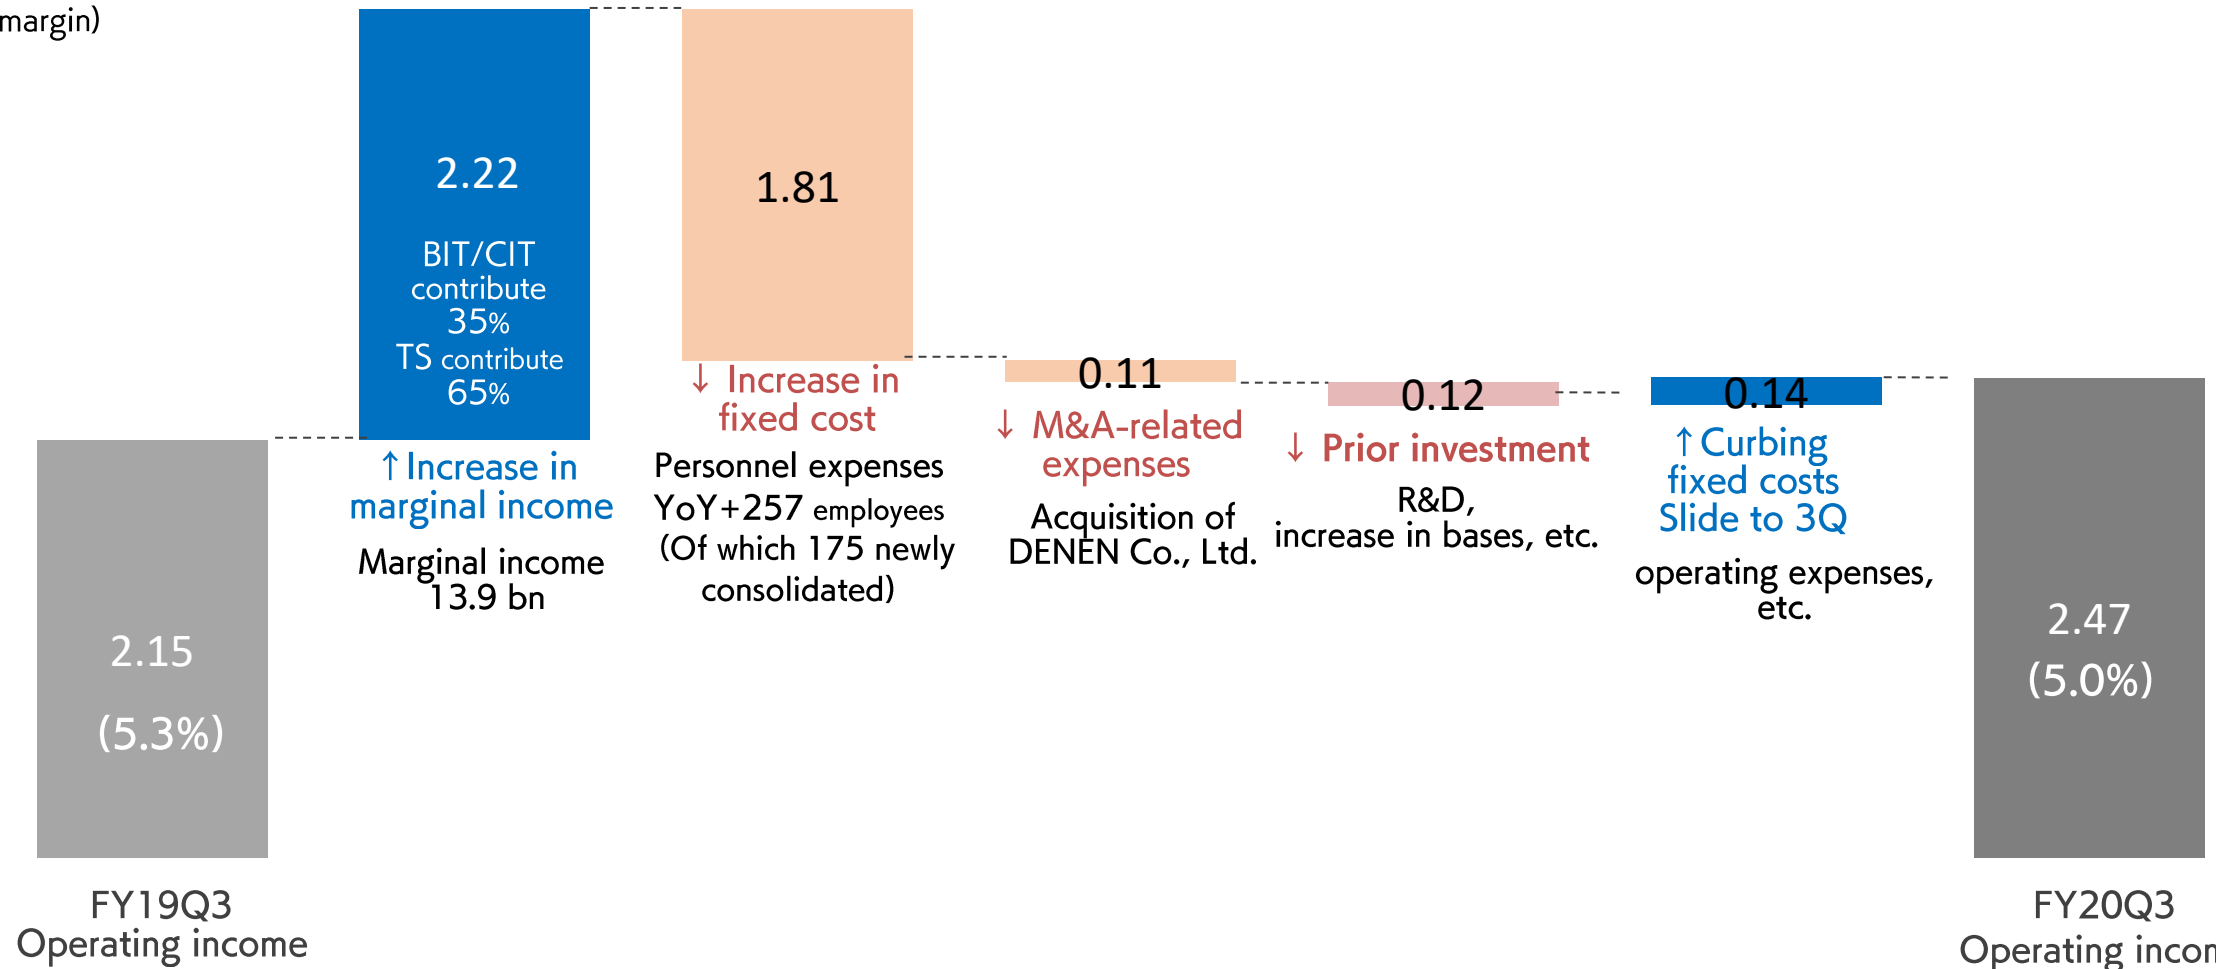 margin)
2.22
BIT/CIT
contribute
35%
TS contribute
65%
↑Increase in
marginal income
Marginal income
13.9 bn
1.81
↓ Increase in
fixed cost
Personnel expenses
YoY+257 employees
(Of which 175 newly
consolidated)
0.11
↓ M&A-related
expenses
Acquisition of
DENEN Co., Ltd.
0.12
↓ Prior investment
R&D,
increase in bases, etc.
0.14
↑Curbing
fixed costs
Slide to 3Q
operating expenses,
etc.
2.15
(5.3%)
FY19Q3
Operating income
2.47
(5.0%)
FY20Q3
Operating incon